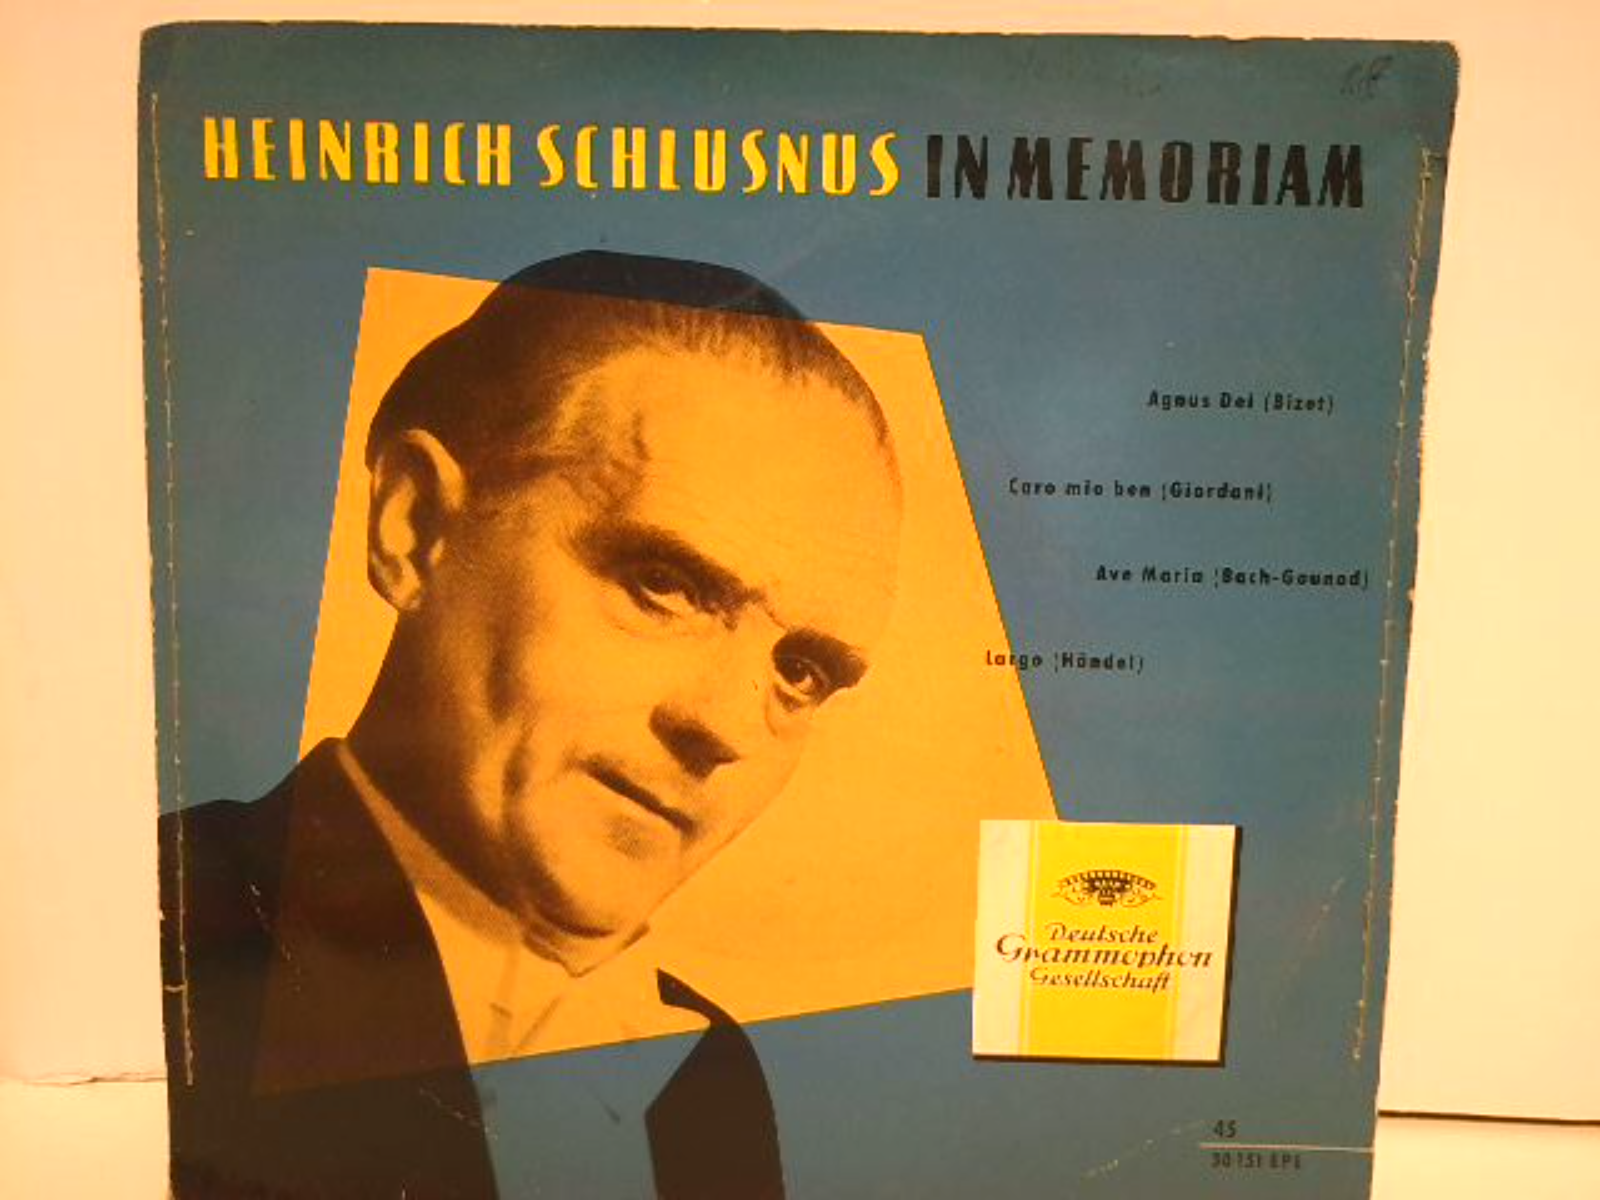 HEINRICH SCHLUSNUS IN MEMORIAM
Agnus Dei (Bizet)
Caro mio ben (Giordani)
Ave Maria (Bach-Gounod)
Largo (Händel)
Deutsche
Grammophon
Gesellschaft
45
30 151 EPL